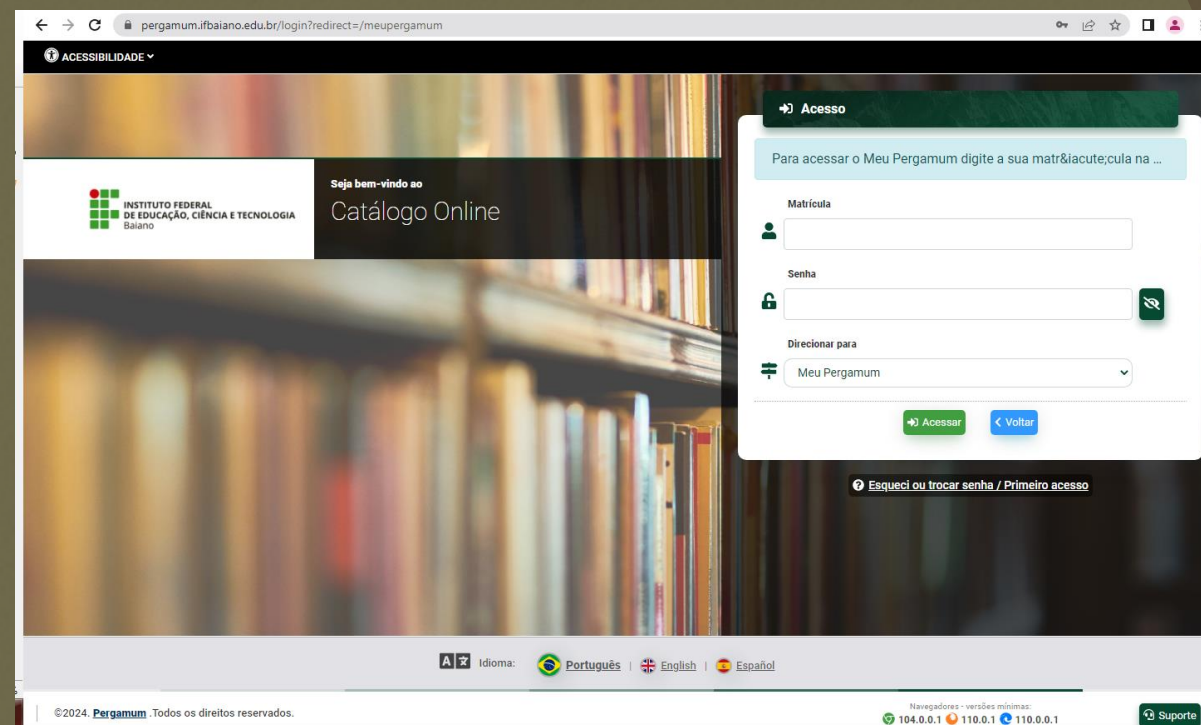 pergamum.ifbaiano.edu.br/login?redirect=/meupergamum
ACESSIBILIDADE
Acesso
Para acessar o Meu Pergamum digite a sua matr&iacute;cula na ...
INSTITUTO FEDERAL
DE EDUCAÇÃO, CIÊNCIA E TECNOLOGIA
Baiano
Seja bem-vindo ao
Catálogo Online
Matrícula
Senha
Direcionar para
Meu Pergamum
Acessar
Voltar
Esqueci ou trocar senha / Primeiro acesso
Idioma: Português | English | Español
©2024. Pergamum .Todos os direitos reservados.
Navegadores - versões mínimas:
104.0.0.1 110.0.1 110.0.0.1
Suporte